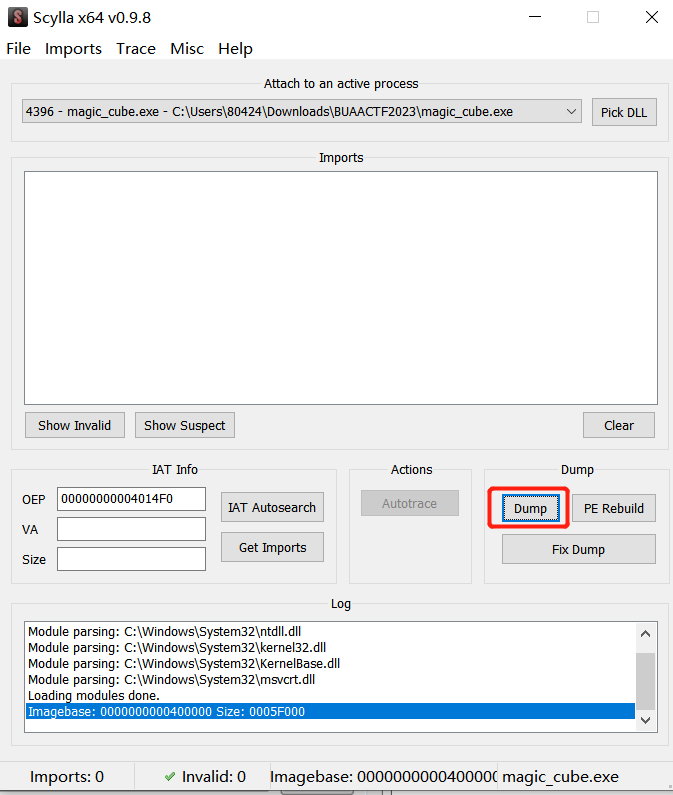 Scylla x64 v0.9.8
File Imports Trace Misc Help
Attach to an active process
4396 - magic_cube.exe - C:\Users\80424\Downloads\BUAACTF2023\magic_cube.exe Pick DLL
Imports
Show Invalid Show Suspect Clear
IAT Info Actions Dump
OEP 00000000004014F0 IAT Autosearch Autotrace Dump PE Rebuild
VA
Get Imports Fix Dump
Size
Log
Module parsing: C:\Windows\System32\ntdll.dll
Module parsing: C:\Windows\System32\kernel32.dll
Module parsing: C:\Windows\System32\KernelBase.dll
Module parsing: C:\Windows\System32\msvcrt.dll
Loading modules done.
Imagebase: 0000000000400000 Size: 0005F000
Imports: 0 Invalid: 0 Imagebase: 0000000000400000 magic_cube.exe